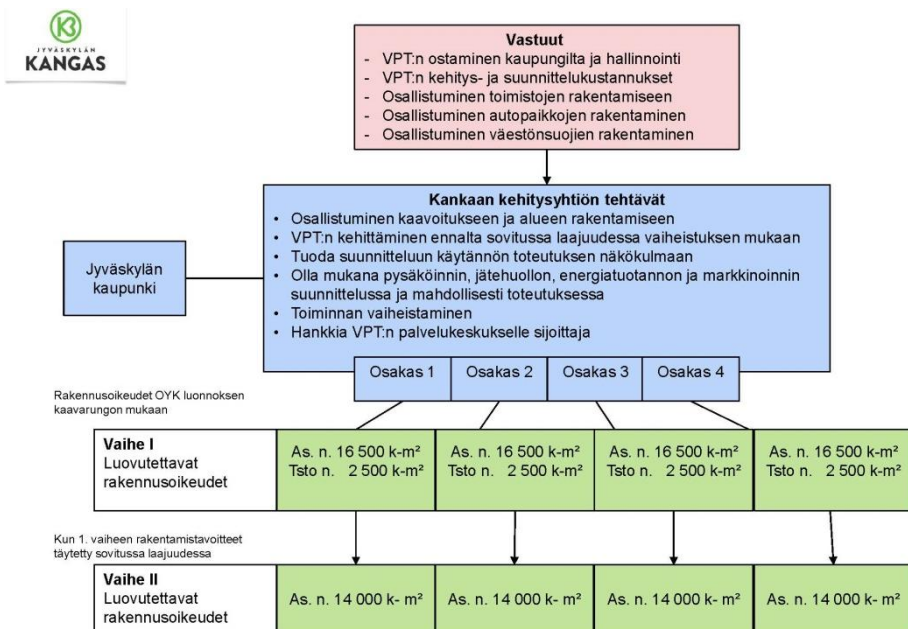 JYVÄSKYLÄN
KANGAS
Vastuut
- VPT:n ostaminen kaupungilta ja hallinnointi
- VPT:n kehitys- ja suunnittelukustannukset
- Osallistuminen toimistojen rakentamiseen
- Osallistuminen autopaikkojen rakentaminen
- Osallistuminen väestönsuojien rakentaminen
Kankaan kehitysyhtiön tehtävät
• Osallistuminen kaavoitukseen ja alueen rakentamiseen
• VPT:n kehittäminen ennalta sovitussa laajuudessa vaiheistuksen mukaan
• Tuoda suunnitteluun käytännön toteutuksen näkökulmaan
• Olla mukana pysäköinnin, jätehuollon, energiatuotannon ja markkinoinnin
suunnittelussa ja mahdollisesti toteutuksessa
• Toiminnan vaiheistaminen
• Hankkia VPT:n palvelukeskukselle sijoittaja
Jyväskylän
kaupunki
Osakas 1 Osakas 2 Osakas 3 Osakas 4
Rakennusoikeudet OYK luonnoksen
kaavarungon mukaan
Vaihe I
Luovutettavat
rakennusoikeudet
As. n. 16 500 k-m²
Tsto n. 2 500 k-m²
As. n. 16 500 k-m²
Tsto n. 2 500 k-m²
As. n. 16 500 k-m²
Tsto n. 2 500 k-m²
As. n. 16 500 k-m²
Tsto n. 2 500 k-m²
Kun 1. vaiheen rakentamistavoitteet
täytetty sovitussa laajuudessa
Vaihe II
Luovutettavat
rakennusoikeudet
As. n. 14 000 k- m²
As. n. 14 000 k- m²
As. n. 14 000 k- m²
As. n. 14 000 k- m²